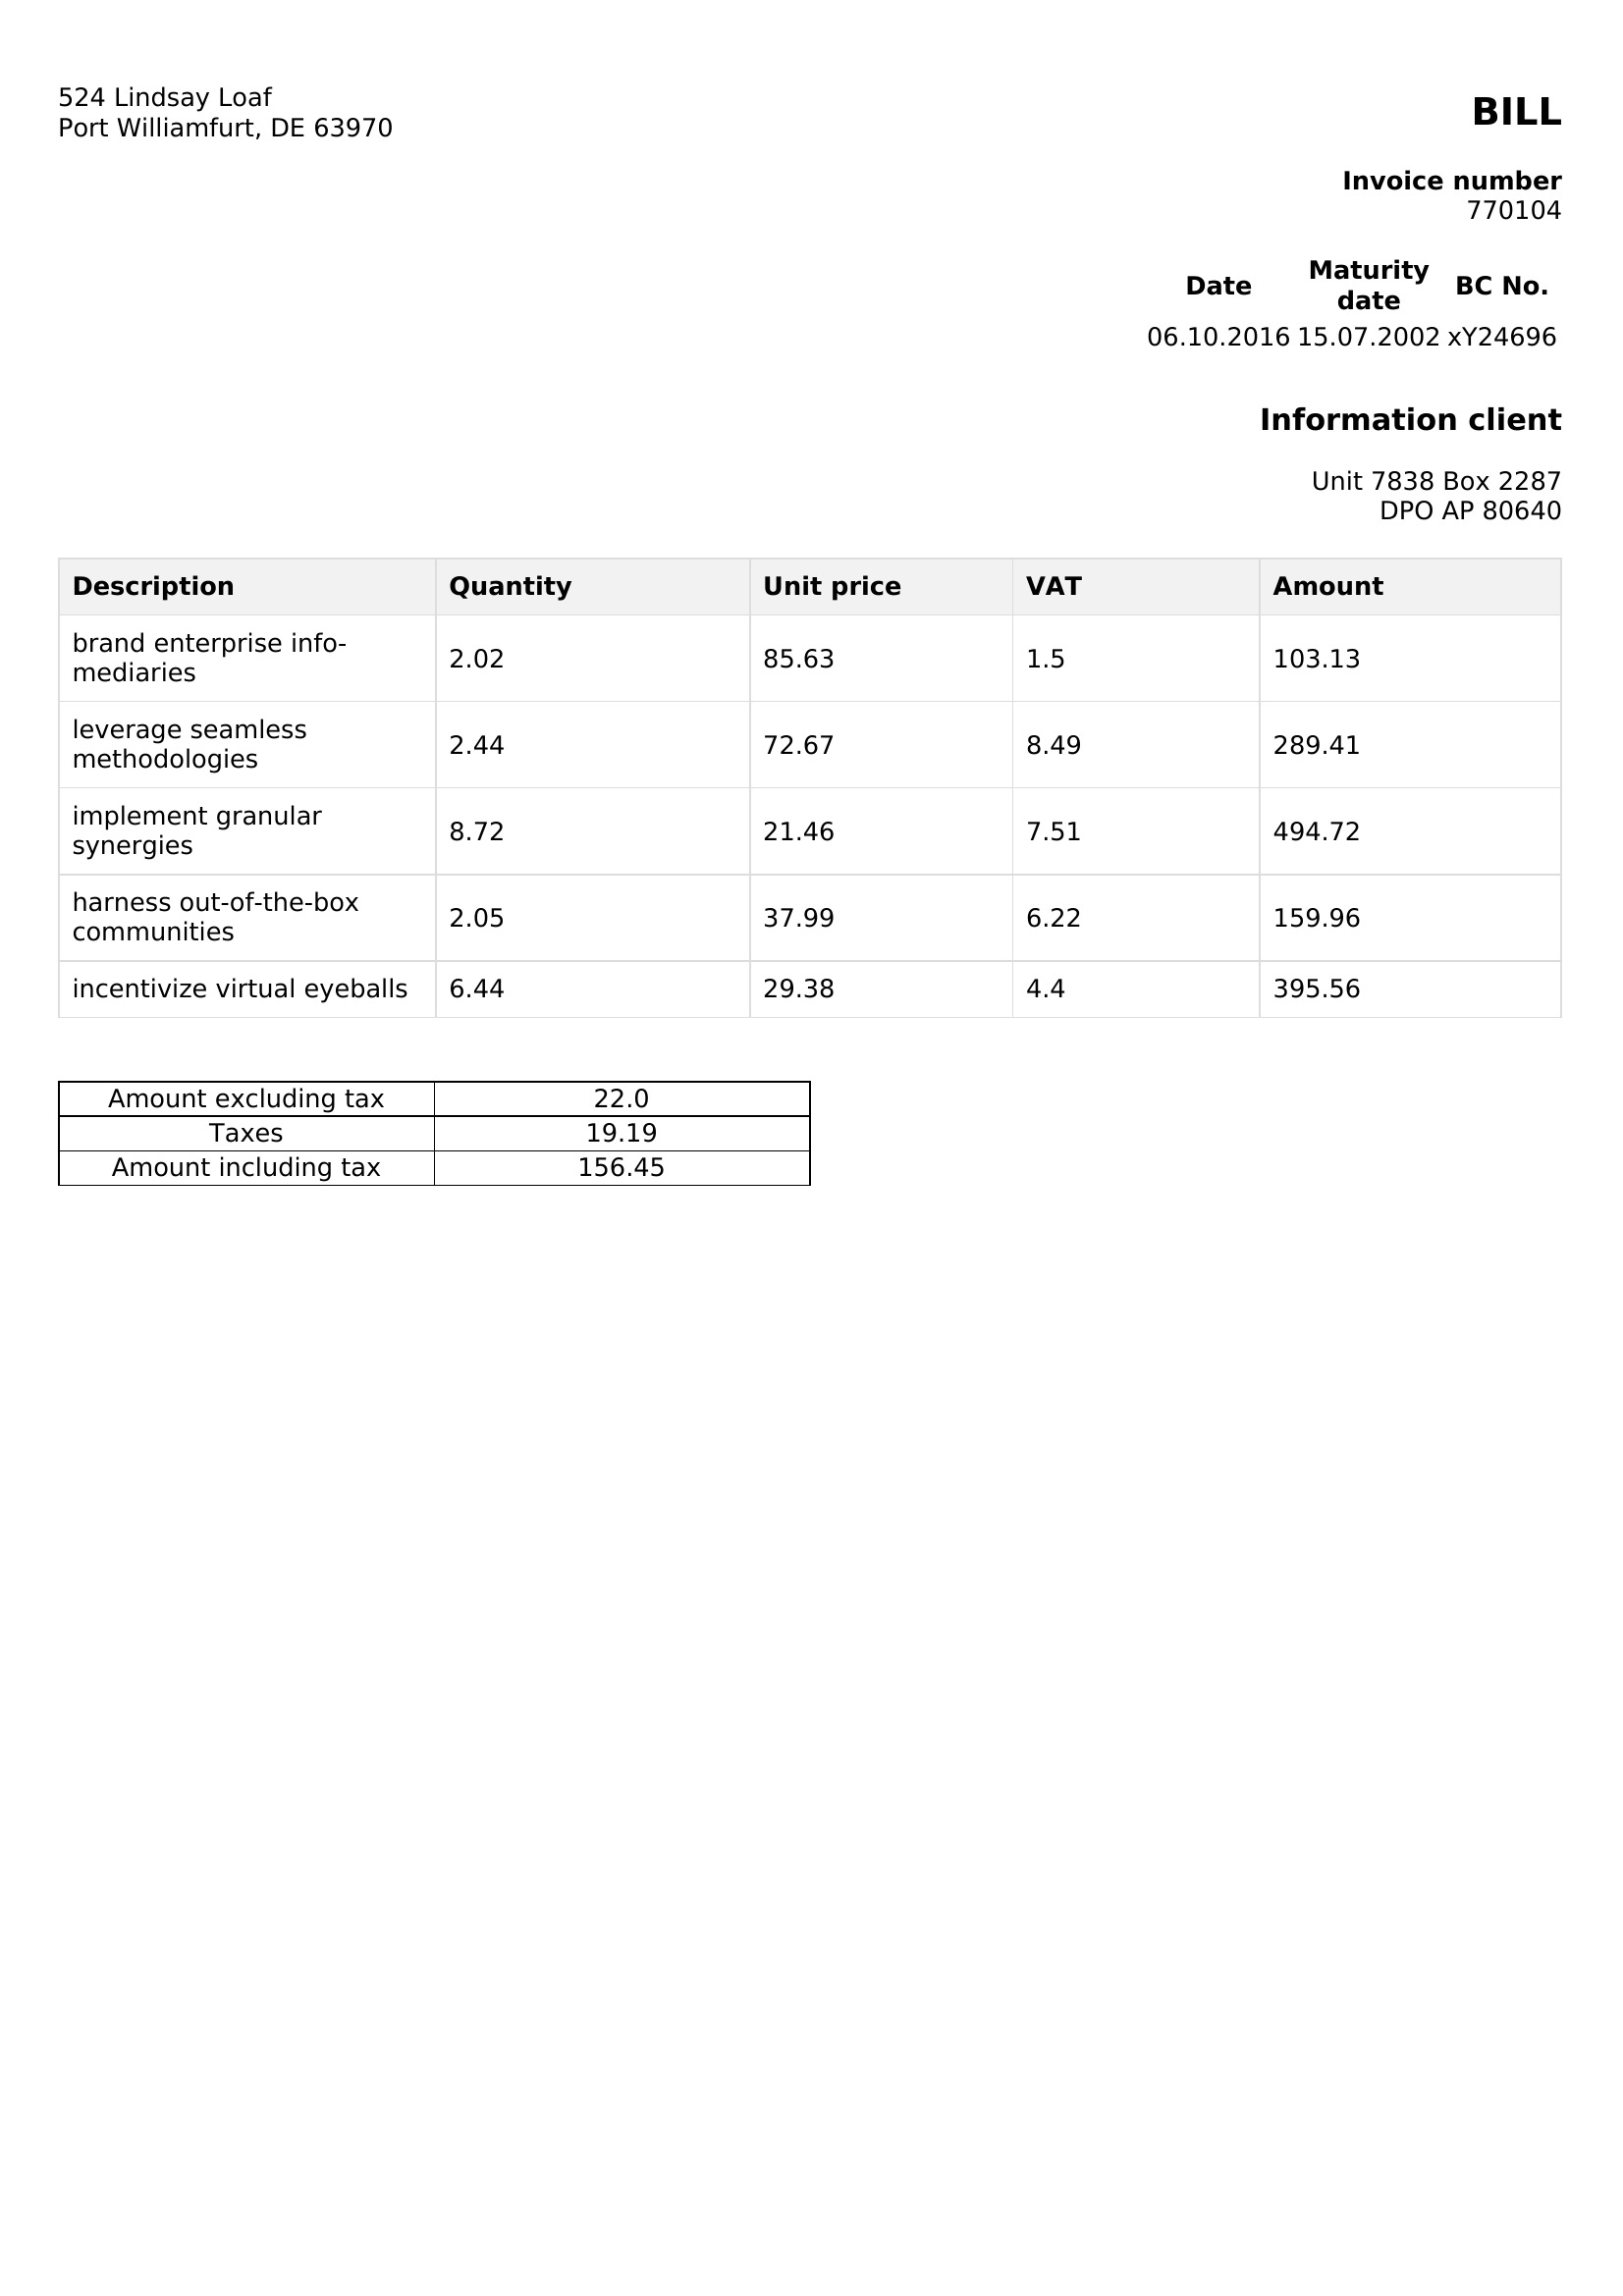 524 Lindsay Loaf
Port Williamfurt, DE 63970
BILL
Invoice number
770104
Date Maturity date BC No.
06.10.2016 15.07.2002 xY24696
Information client
Unit 7838 Box 2287
DPO AP 80640
Description Quantity Unit price VAT Amount
brand enterprise info-
mediaries 2.02 85.63 1.5 103.13
leverage seamless
methodologies 2.44 72.67 8.49 289.41
implement granular
synergies 8.72 21.46 7.51 494.72
harness out-of-the-box
communities 2.05 37.99 6.22 159.96
incentivize virtual eyeballs 6.44 29.38 4.4 395.56
Amount excluding tax 22.0
Taxes 19.19
Amount including tax 156.45